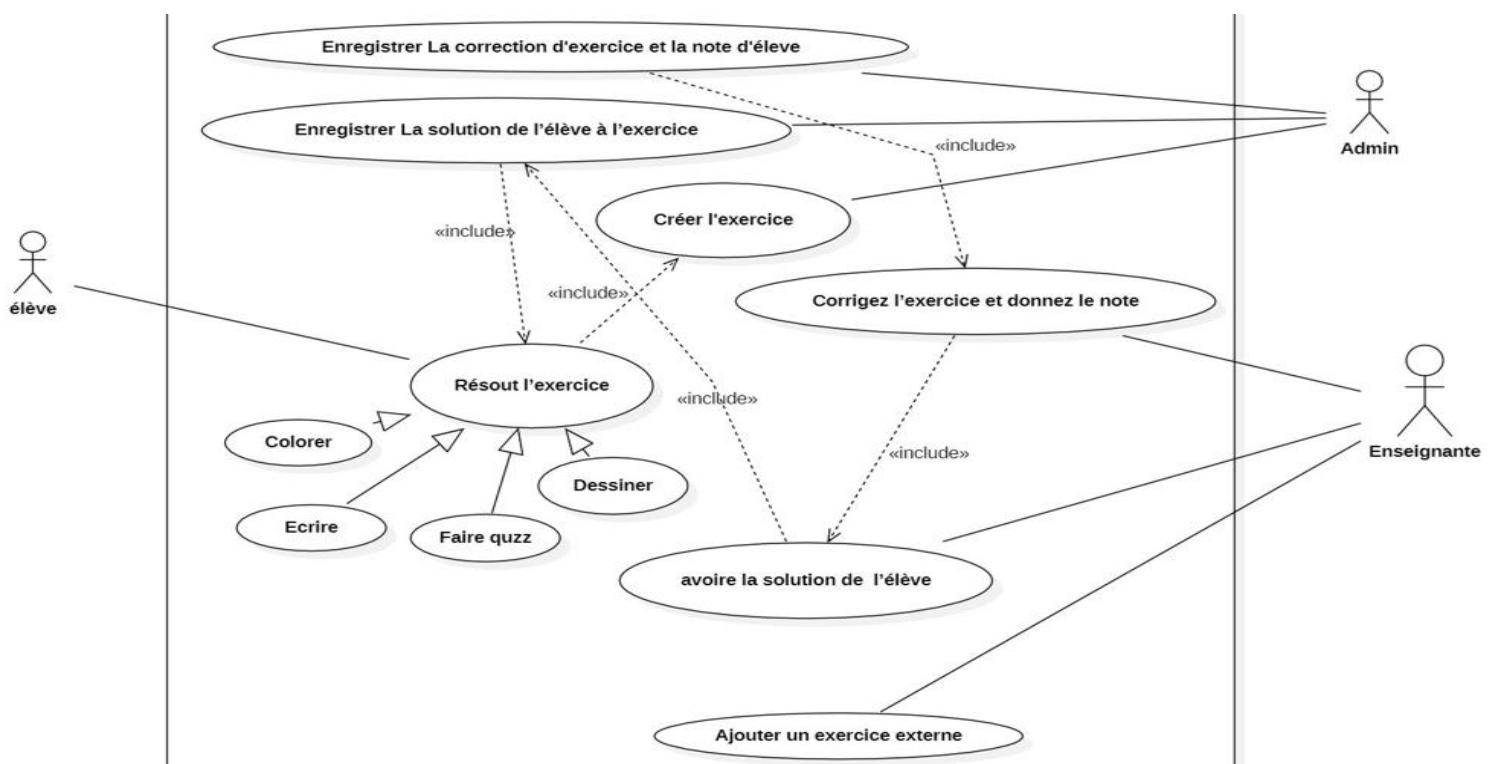 Enregistrer La correction d'exercice et la note d'éleve
Enregistrer La solution de l'élève à l'exercice
«include»
Admin
Créer l'exercice
«include»
«include»
élève
Corrigez l'exercice et donnez le note
Résout l'exercice
«include»
Colorer
«include»
Enseignante
Dessiner
Ecrire
Faire quzz
avoire la solution de l'élève
Ajouter un exercice externe